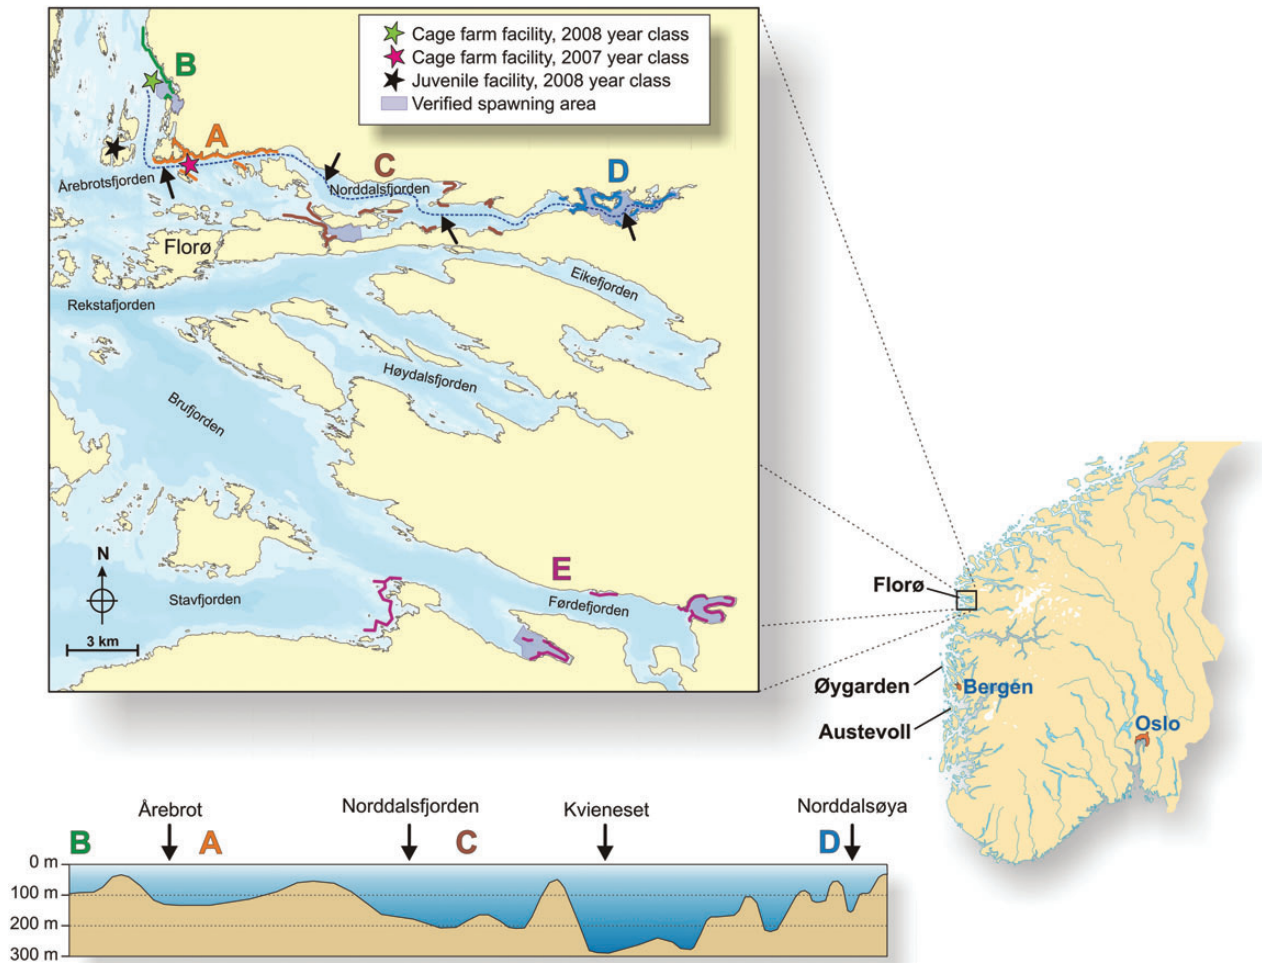 Cage farm facility, 2008 year class
Cage farm facility, 2007 year class
Juvenile facility, 2008 year class
Verified spawning area
B
A
C
D
Årebrotsfjorden
Norddalsfjorden
Florø
Eikefjorden
Rekstafjorden
Høydalsfjorden
Brufjorden
N
E
Stavfjorden
Førdefjorden
3 km
Florø
Øygarden
Bergen
Austevoll
Oslo
Årebrot
Norddalsfjorden
Kvieneset
Norddalsøya
B
A
C
D
0 m
100 m
200 m
300 m